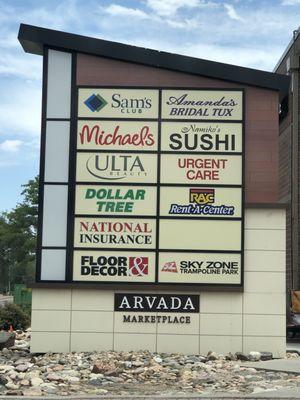 Sam's
CLUB
Amanda's
BRIDAL TUX
Michaels
Namiko's
SUSHI
ULTA
BEAUTY
URGENT
CARE
DOLLAR
TREE
RAC
Rent-A-Center
NATIONAL
INSURANCE
FLOOR
& DECOR
SKY ZONE
TRAMPOLINE PARK
ARVADA
MARKETPLACE